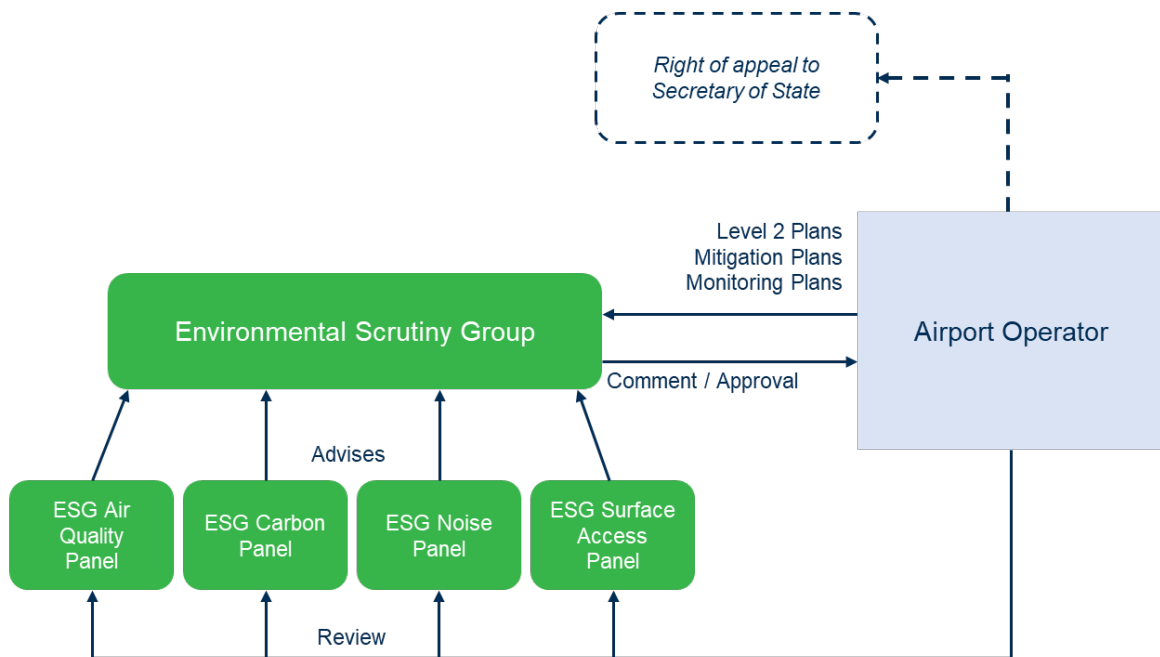 Right of appeal to
Secretary of State
Level 2 Plans
Mitigation Plans
Monitoring Plans
Environmental Scrutiny Group
Airport Operator
Comment / Approval
Advises
ESG Air
Quality
Panel
ESG Carbon
Panel
ESG Noise
Panel
ESG Surface
Access
Panel
Review